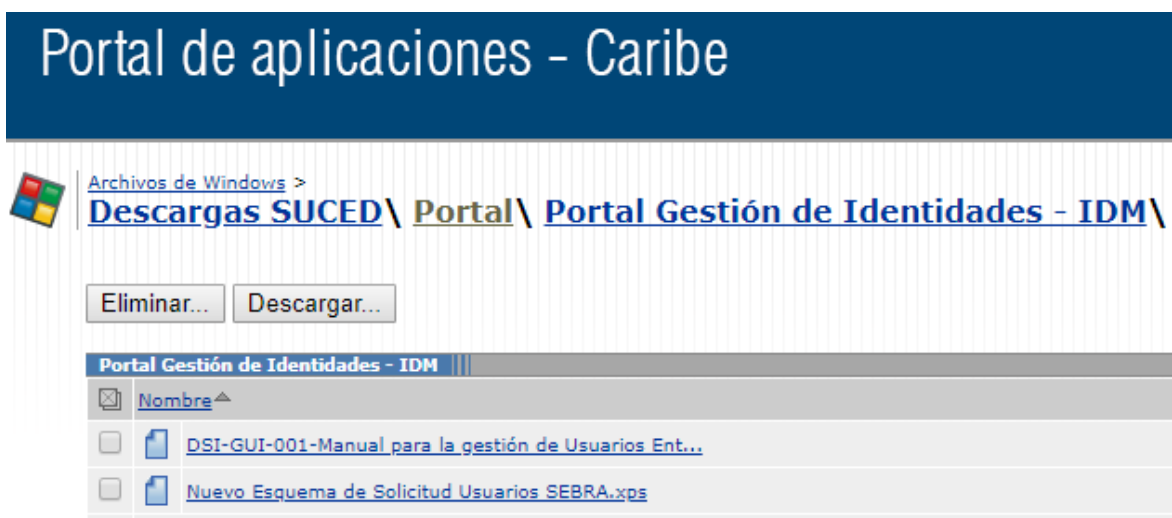 Portal de aplicaciones - Caribe
Archivos de Windows >
Descargas SUCED\ Portal\ Portal Gestión de Identidades - IDM\
Eliminar... Descargar...
Portal Gestión de Identidades - IDM
Nombre
DSI-GUI-001-Manual para la gestión de Usuarios Ent...
Nuevo Esquema de Solicitud Usuarios SEBRA.xps